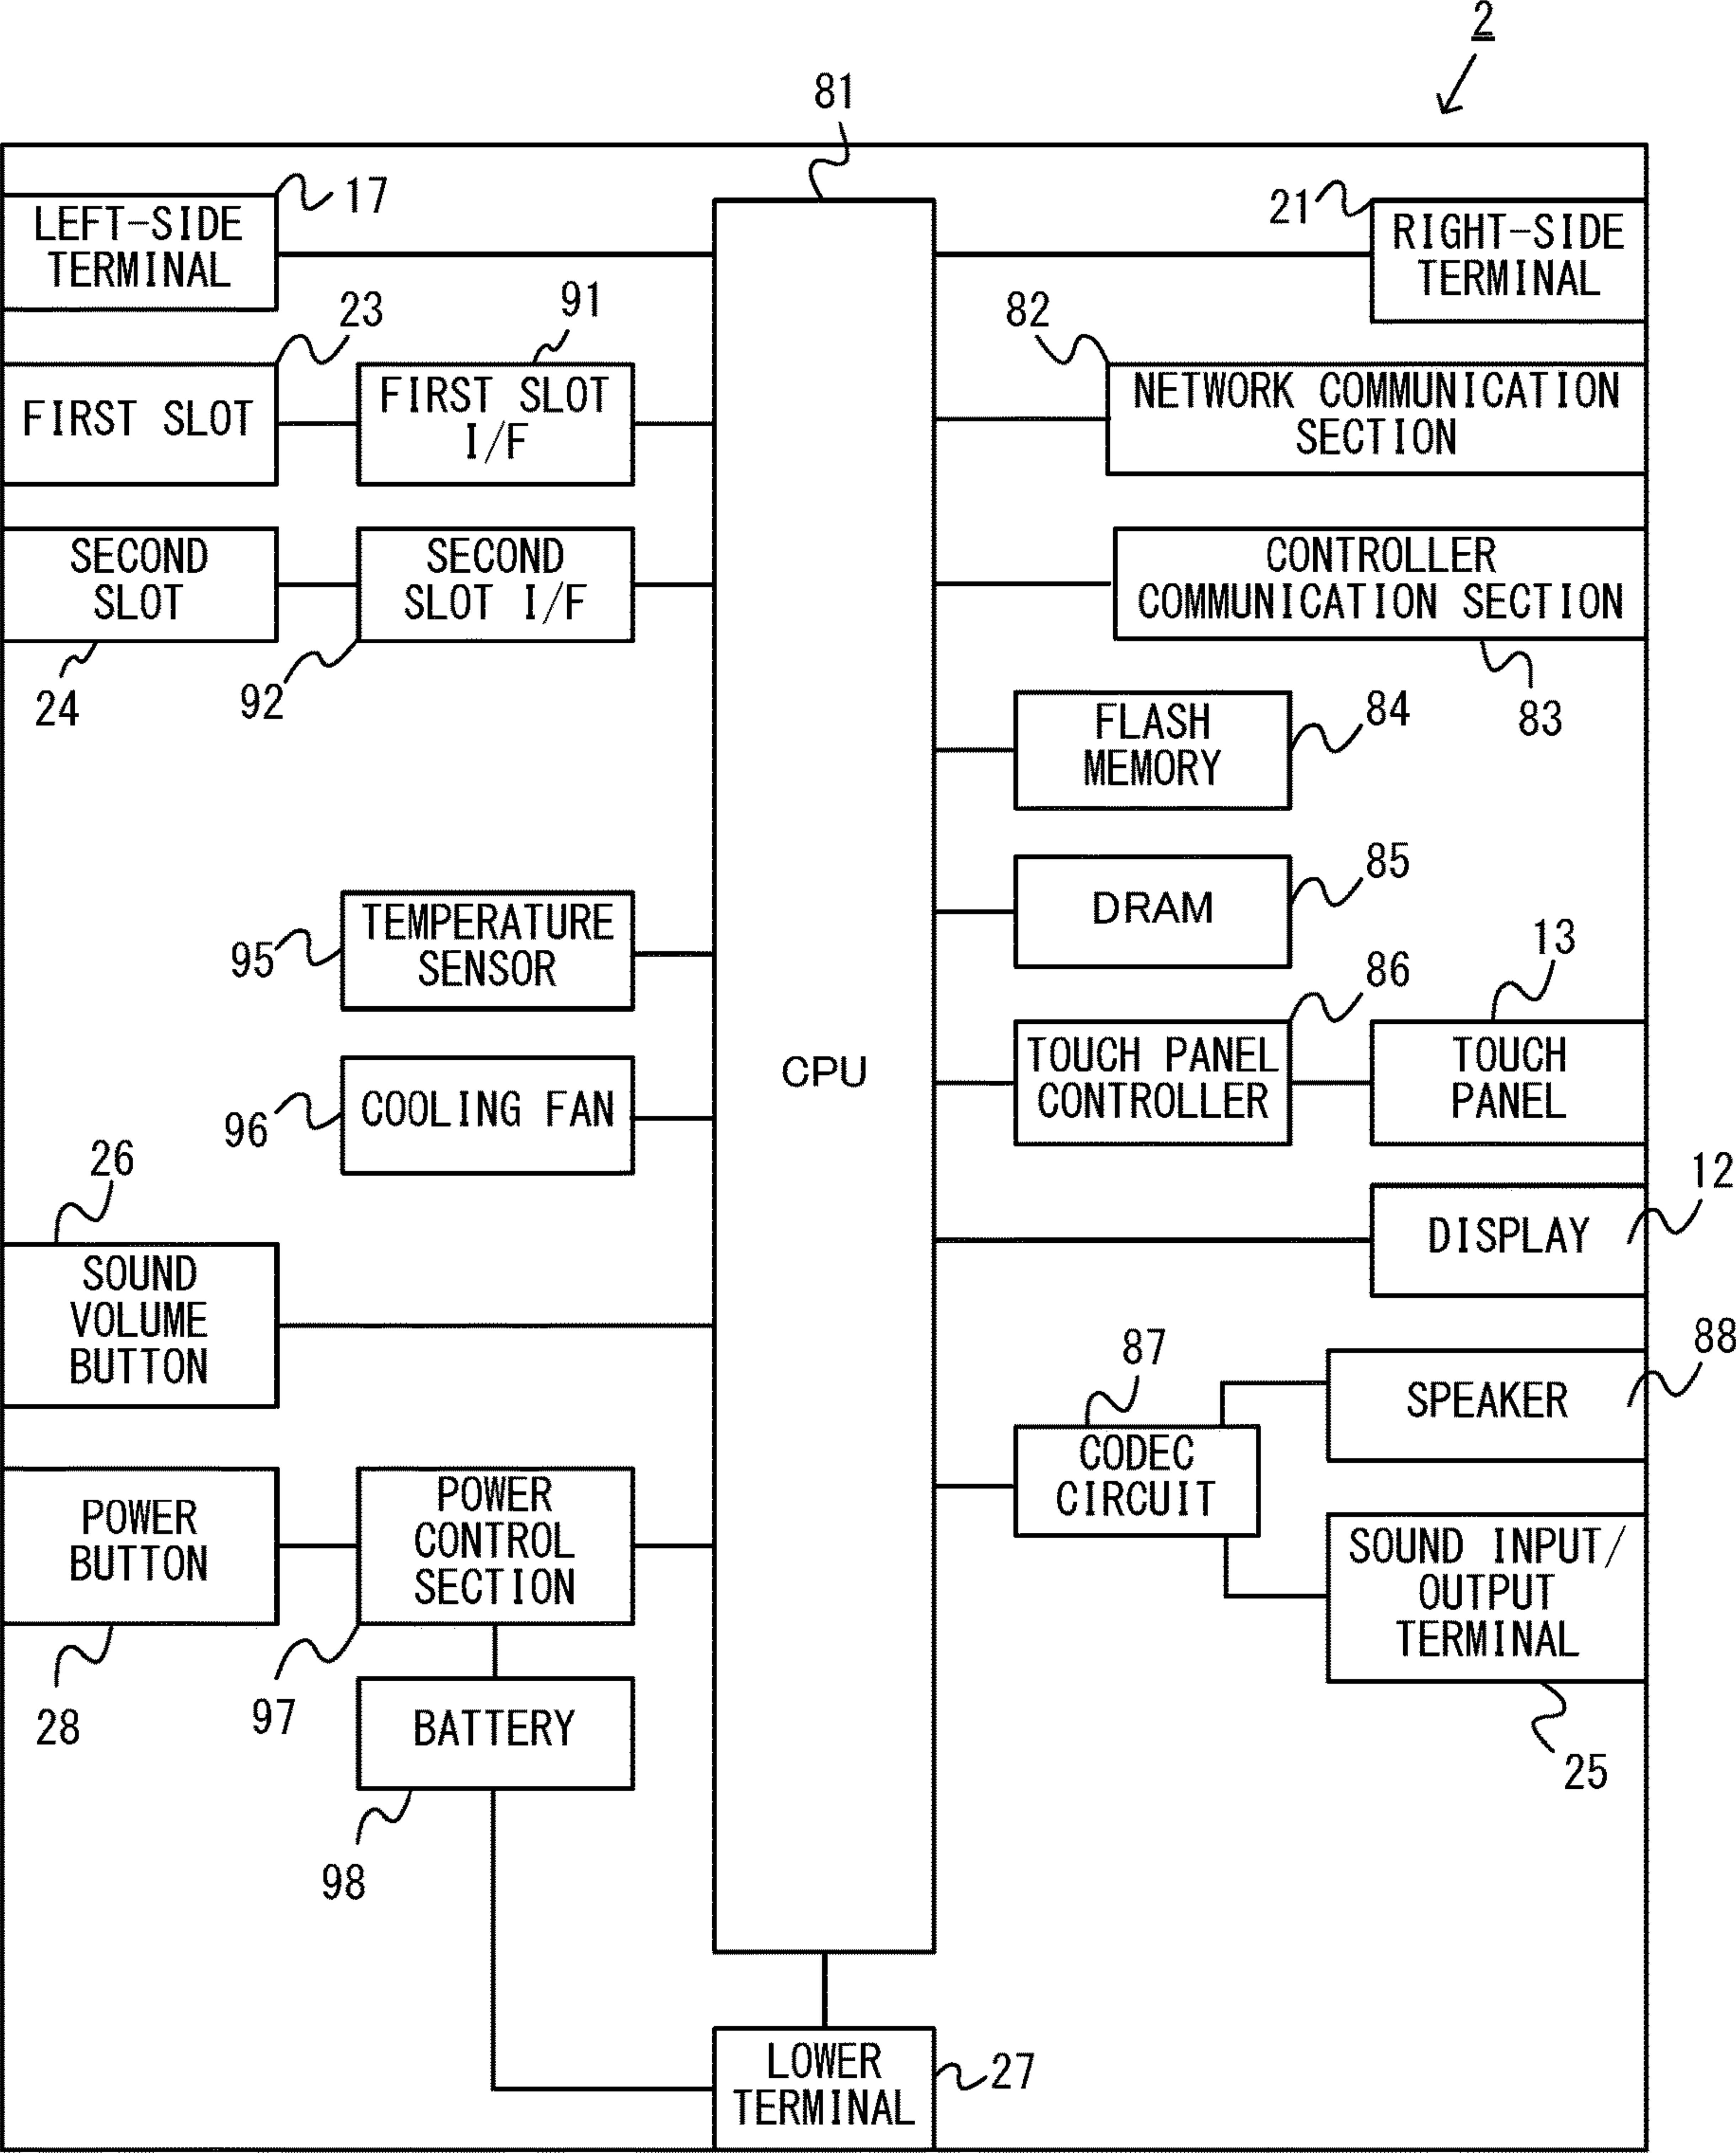 2
81
17
LEFT-SIDE
TERMINAL
21
RIGHT-SIDE
TERMINAL
23
FIRST SLOT
91
FIRST SLOT
I/F
82
NETWORK COMMUNICATION
SECTION
SECOND
SLOT
24
SECOND
SLOT I/F
92
CONTROLLER
COMMUNICATION SECTION
83
FLASH
MEMORY
84
DRAM
85
95
TEMPERATURE
SENSOR
CPU
86
TOUCH PANEL
CONTROLLER
13
TOUCH
PANEL
96
COOLING FAN
12
DISPLAY
26
SOUND
VOLUME
BUTTON
87
CODEC
CIRCUIT
88
SPEAKER
SOUND INPUT/
OUTPUT
TERMINAL
25
POWER
BUTTON
28
POWER
CONTROL
SECTION
97
BATTERY
98
LOWER
TERMINAL
27